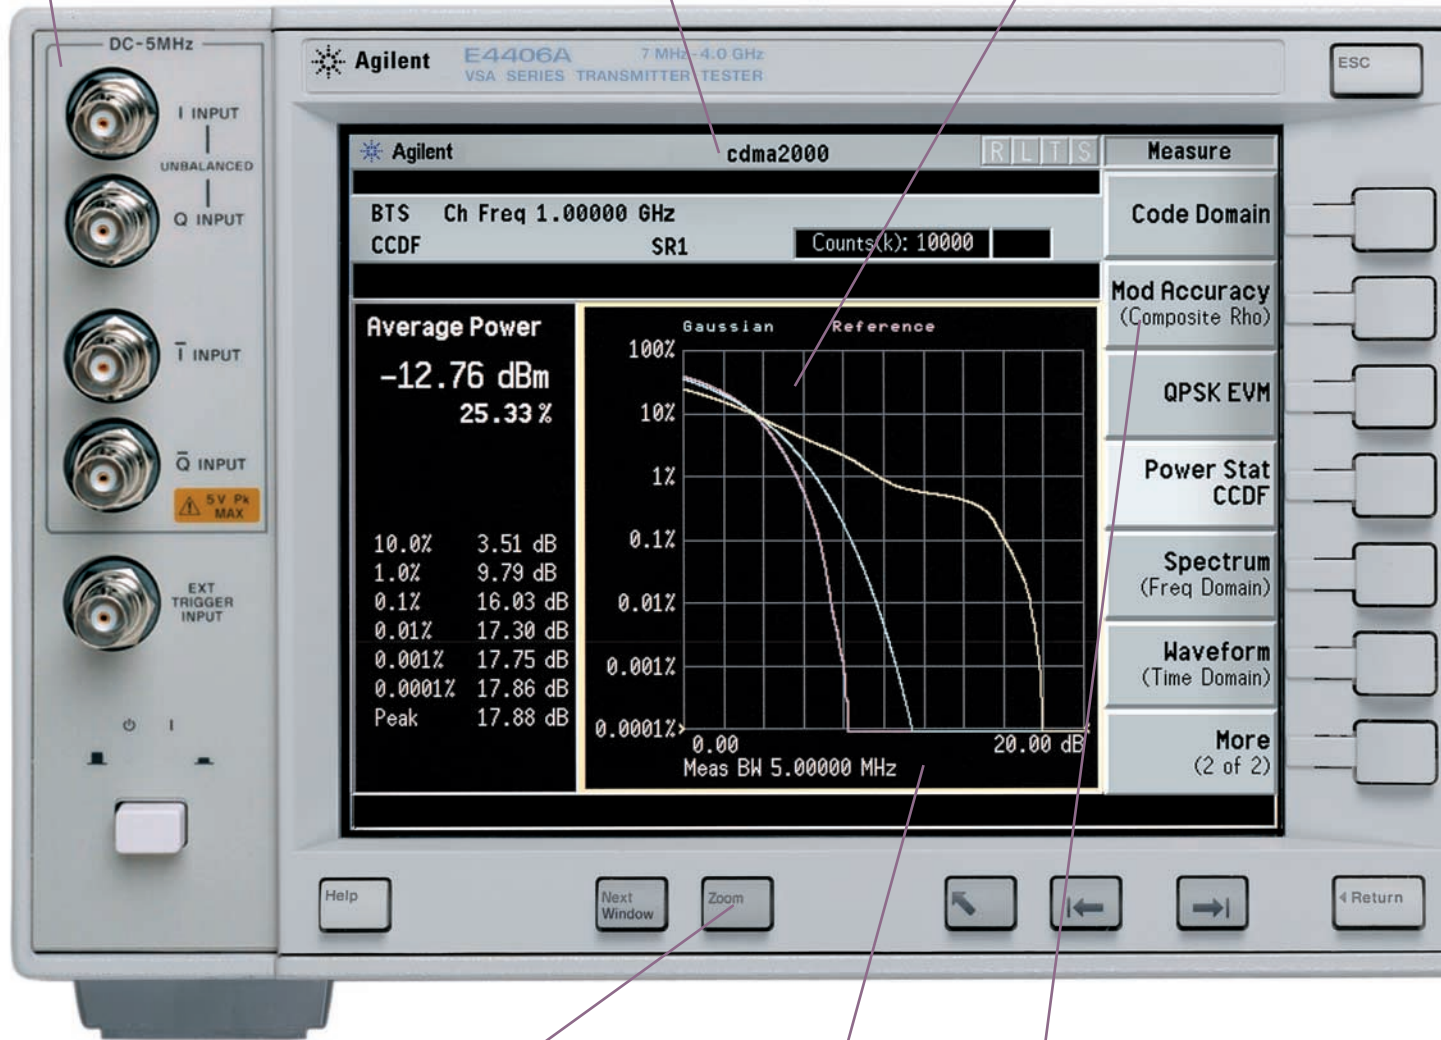 DC-5MHz
I INPUT
UNBALANCED
Q INPUT
Ī INPUT
Q̄ INPUT
5V Pk
MAX
EXT
TRIGGER
INPUT
I
Agilent E4406A 7 MHz-4.0 GHz
VSA SERIES TRANSMITTER TESTER
ESC
Agilent cdma2000 R L T S Measure
BTS Ch Freq 1.00000 GHz
CCDF SR1 Counts(k): 10000
Average Power
-12.76 dBm
25.33 %
10.0% 3.51 dB
1.0% 9.79 dB
0.1% 16.03 dB
0.01% 17.30 dB
0.001% 17.75 dB
0.0001% 17.86 dB
Peak 17.88 dB
Gaussian Reference
100%
10%
1%
0.1%
0.01%
0.001%
0.0001%
0.00 20.00 dB
Meas BW 5.00000 MHz
Code Domain
Mod Accuracy
(Composite Rho)
QPSK EVM
Power Stat
CCDF
Spectrum
(Freq Domain)
Waveform
(Time Domain)
More
(2 of 2)
Help
Next
Window
Zoom
Return